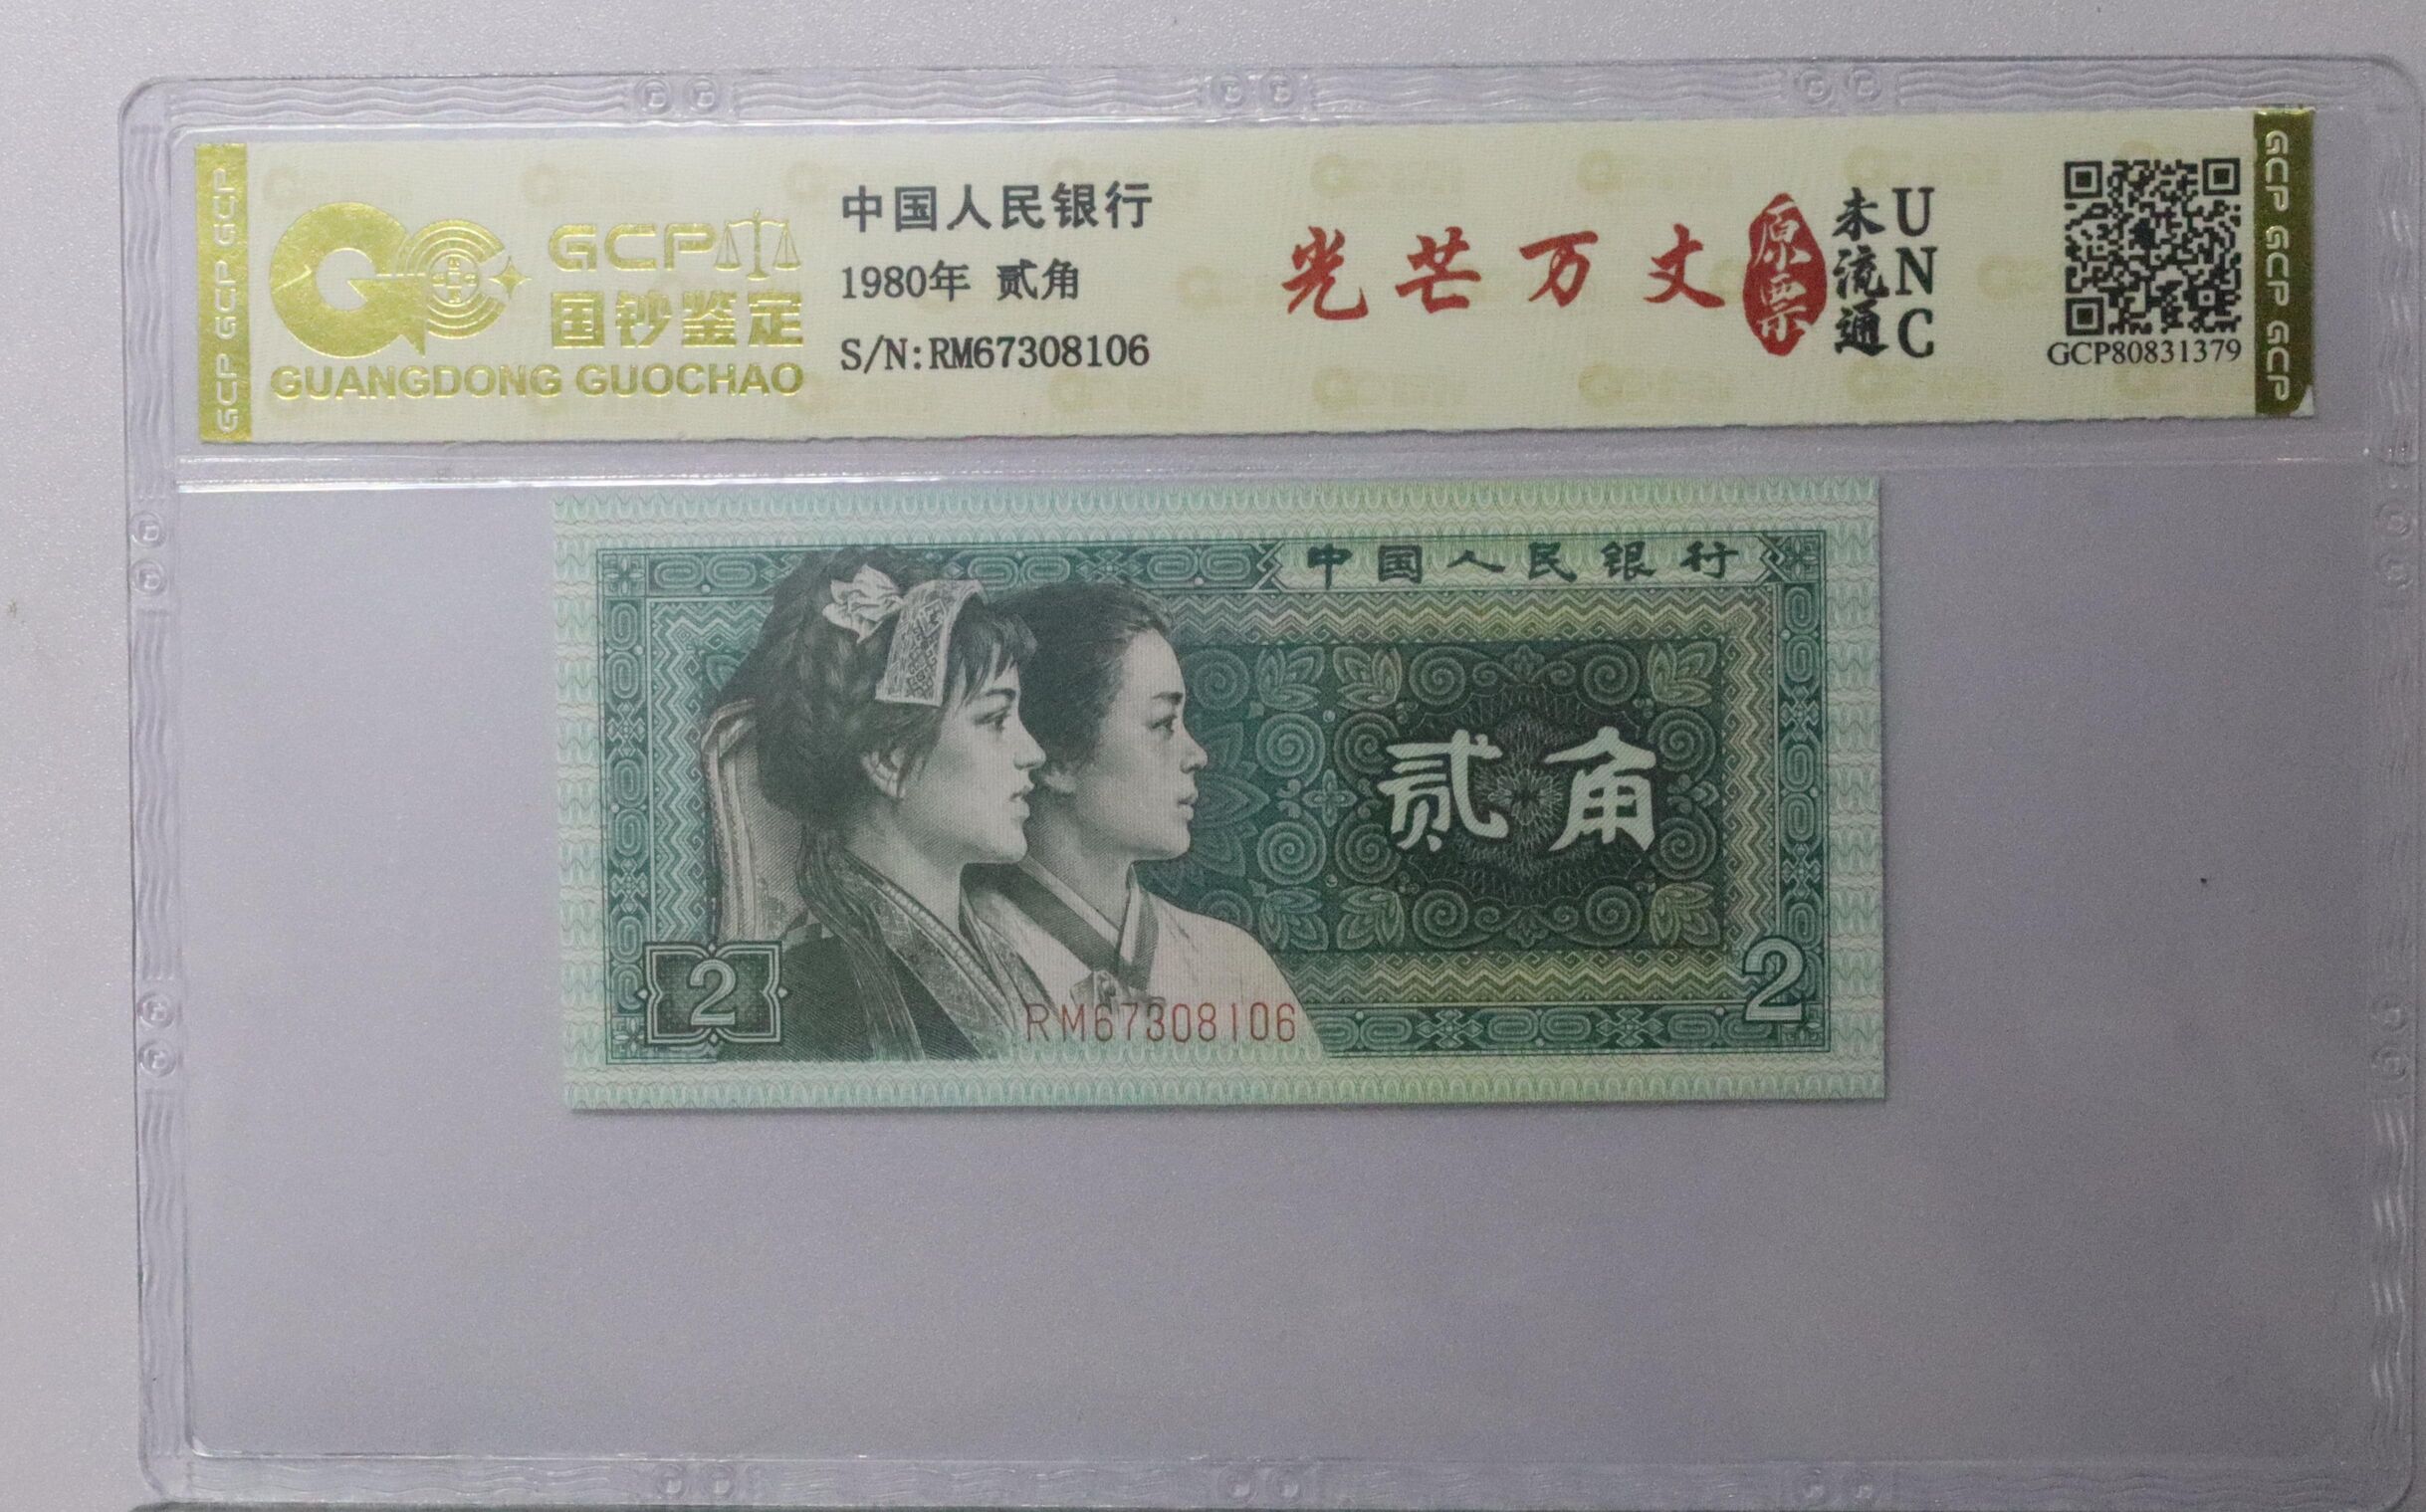 GCP GCP GCP
GCP
国钞鉴定
GUANGDONG GUOCHAO
中国人民银行
1980年 贰角
S/N:RM67308106
光芒万丈
原票
未流通
UNC
GCP80831379
GCP GCP GCP
中国人民银行
贰角
2
RM67308106
2